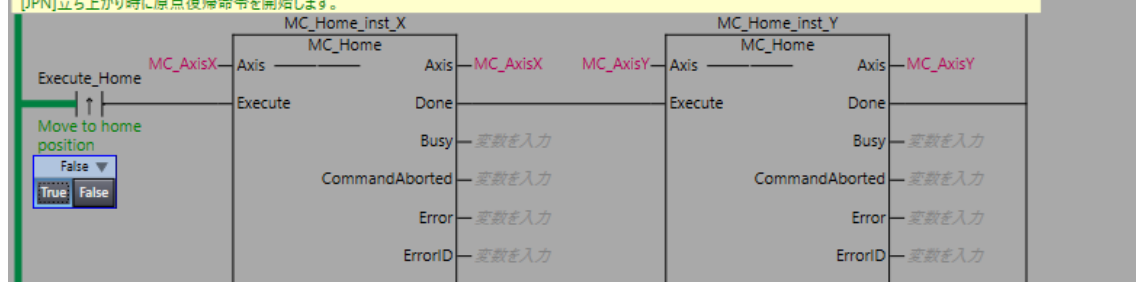 [JPN]立ち上がり時に原点復帰命令を開始します。
MC_Home_inst_X MC_Home_inst_Y
MC_Home MC_Home
MC_AxisX Axis Axis MC_AxisX MC_AxisY Axis Axis MC_AxisY
Execute_Home
↑ Execute Done Execute Done
Move to home
position
Busy 変数を入力 Busy 変数を入力
False ▼
True False
CommandAborted 変数を入力 CommandAborted 変数を入力
Error 変数を入力 Error 変数を入力
ErrorID 変数を入力 ErrorID 変数を入力